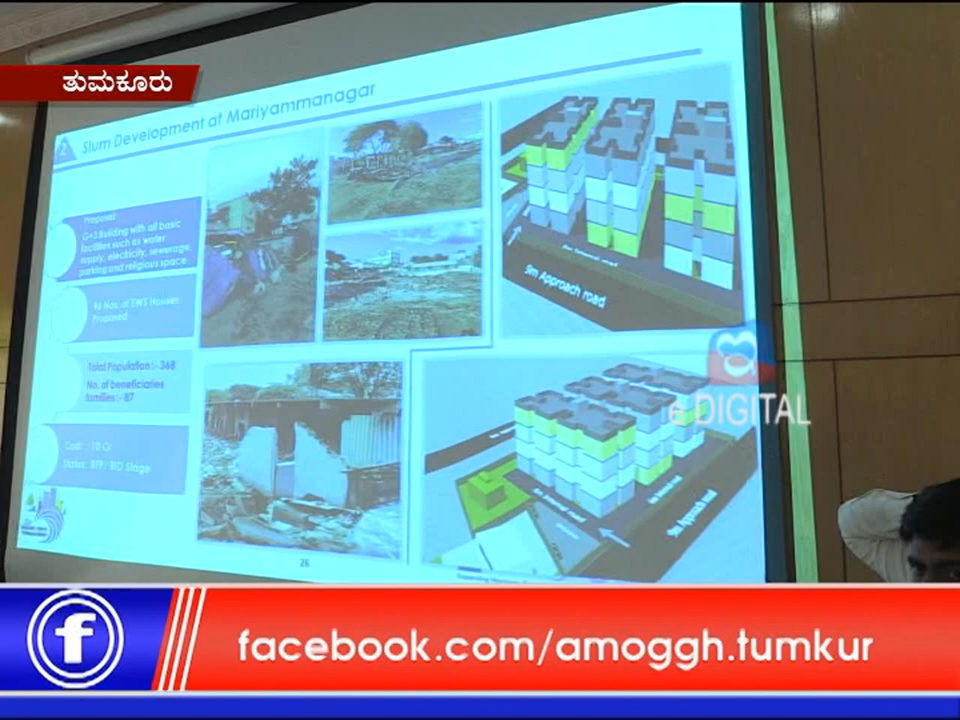 ತುಮಕೂರು
2 Slum Development at Mariyammanagar
Proposed
G+3 Building with all basic
facilities such as water
supply, electricity, sewerage,
parking and religious space
Nos. of EWS Houses
Proposed
Total Population :- 368
No. of beneficiaries
families :- 87
Cost: - 10 Cr
Status: RFP/ BID Stage
9m Approach road
9m Approach road
e DIGITAL
26
f
facebook.com/amoggh.tumkur